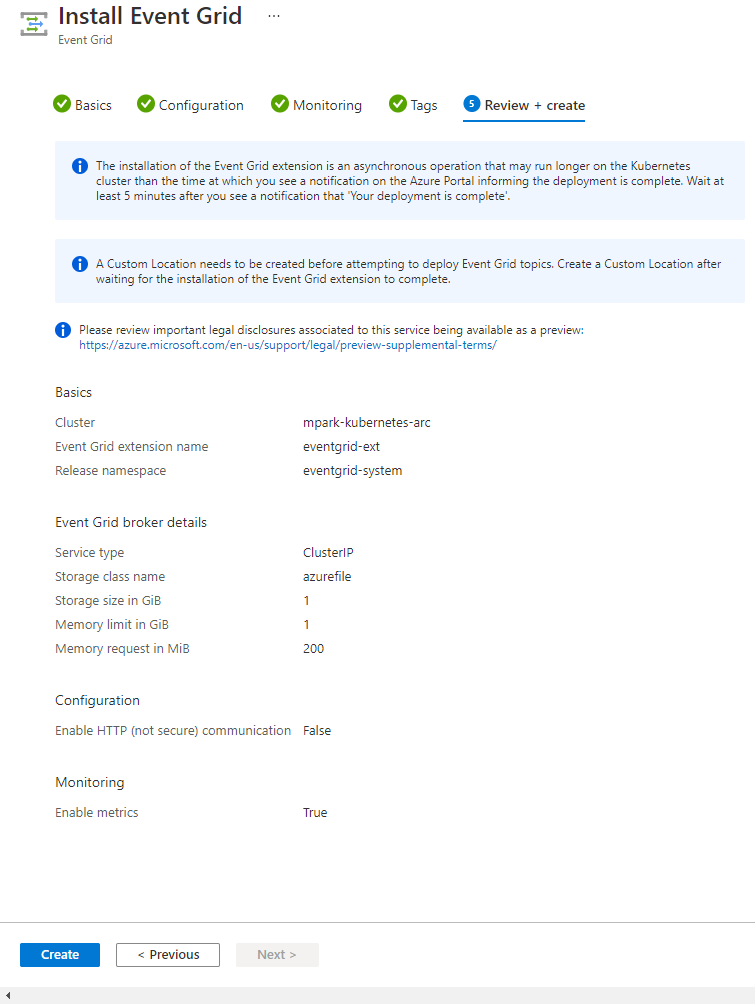 Install Event Grid ...
Event Grid
Basics Configuration Monitoring Tags 5 Review + create
The installation of the Event Grid extension is an asynchronous operation that may run longer on the Kubernetes
cluster than the time at which you see a notification on the Azure Portal informing the deployment is complete. Wait at
least 5 minutes after you see a notification that 'Your deployment is complete'.
A Custom Location needs to be created before attempting to deploy Event Grid topics. Create a Custom Location after
waiting for the installation of the Event Grid extension to complete.
Please review important legal disclosures associated to this service being available as a preview:
https://azure.microsoft.com/en-us/support/legal/preview-supplemental-terms/
Basics
Cluster mpark-kubernetes-arc
Event Grid extension name eventgrid-ext
Release namespace eventgrid-system
Event Grid broker details
Service type ClusterIP
Storage class name azurefile
Storage size in GiB 1
Memory limit in GiB 1
Memory request in MiB 200
Configuration
Enable HTTP (not secure) communication False
Monitoring
Enable metrics True
Create < Previous Next >